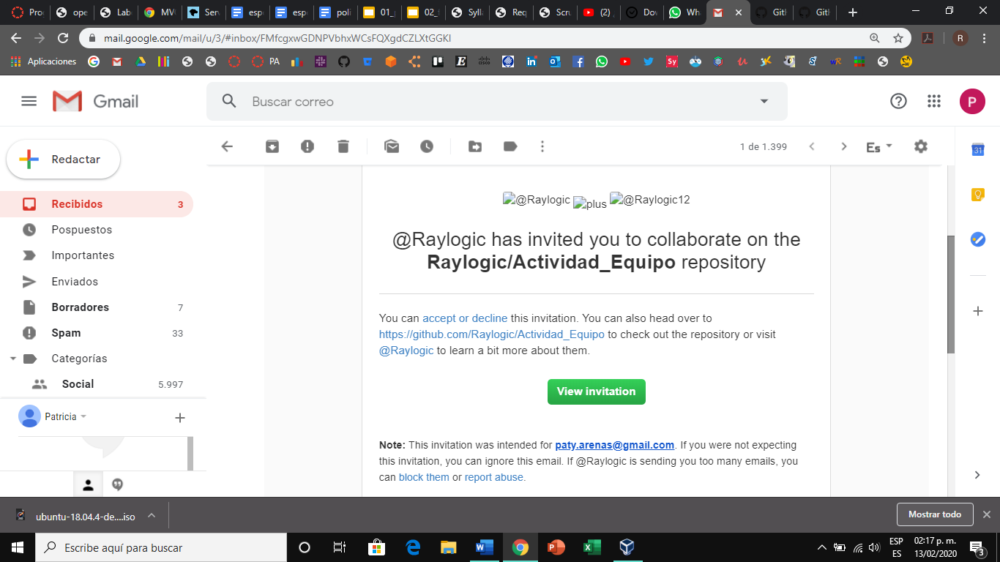 Pro
ope
Lab
MV
Ser
esp
esp
poli
01_
02_
Sylla
Req
Scru
(2)
Dov
Wha
Gith
Gith
mail.google.com/mail/u/3/#inbox/FMfcgxwGDNPVbhxWCsFQXgdCZLXtGGKl
R
Aplicaciones
PA
Gmail
Buscar correo
P
Redactar
1 de 1.399
Es
31
Recibidos 3
Pospuestos
Importantes
Enviados
Borradores 7
Spam 33
Categorías
Social 5.997
Patricia
@Raylogic plus @Raylogic12
@Raylogic has invited you to collaborate on the
Raylogic/Actividad_Equipo repository
You can accept or decline this invitation. You can also head over to
https://github.com/Raylogic/Actividad_Equipo to check out the repository or visit
@Raylogic to learn a bit more about them.
View invitation
Note: This invitation was intended for paty.arenas@gmail.com. If you were not expecting
this invitation, you can ignore this email. If @Raylogic is sending you too many emails, you
can block them or report abuse.
ubuntu-18.04.4-de....iso
Mostrar todo
Escribe aquí para buscar
ESP
ES
02:17 p. m.
13/02/2020
3